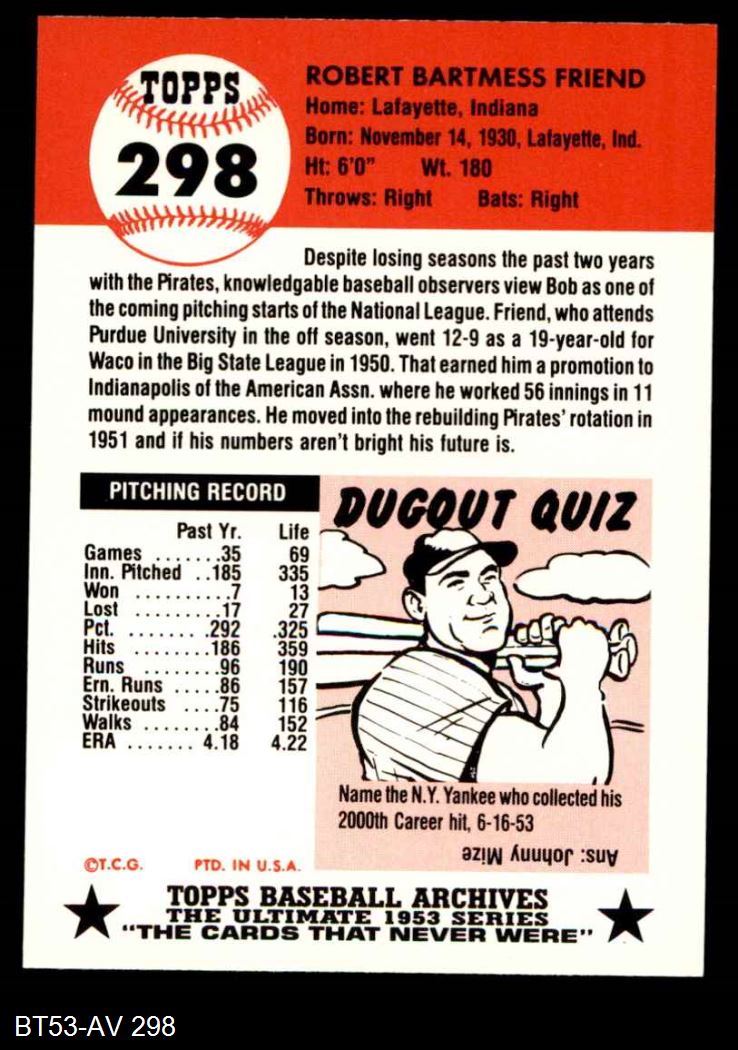 TOPPS
298
ROBERT BARTMESS FRIEND
Home: Lafayette, Indiana
Born: November 14, 1930, Lafayette, Ind.
Ht: 6'0" Wt. 180
Throws: Right Bats: Right
Despite losing seasons the past two years
with the Pirates, knowledgable baseball observers view Bob as one of
the coming pitching starts of the National League. Friend, who attends
Purdue University in the off season, went 12-9 as a 19-year-old for
Waco in the Big State League in 1950. That earned him a promotion to
Indianapolis of the American Assn. where he worked 56 innings in 11
mound appearances. He moved into the rebuilding Pirates' rotation in
1951 and if his numbers aren't bright his future is.
PITCHING RECORD
Past Yr. Life
Games .......35 69
Inn. Pitched ..185 335
Won ..........7 13
Lost .........17 27
Pct. ........292 .325
Hits ........186 359
Runs ........96 190
Ern. Runs .....86 157
Strikeouts ....75 116
Walks .......84 152
ERA ....... 4.18 4.22
DUGOUT QUIZ
Name the N.Y. Yankee who collected his
2000th Career hit, 6-16-53
Ans: Johnny Mize
©T.C.G. PTD. IN U.S.A.
TOPPS BASEBALL ARCHIVES
THE ULTIMATE 1953 SERIES
"THE CARDS THAT NEVER WERE"
BT53-AV 298